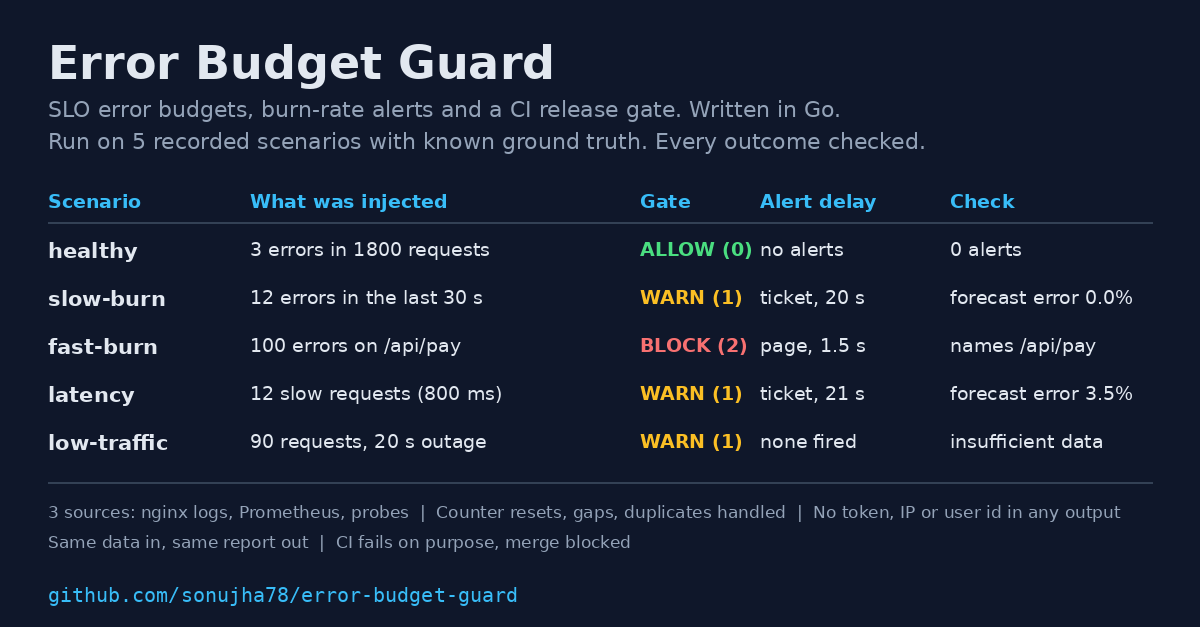 Error Budget Guard
SLO error budgets, burn-rate alerts and a CI release gate. Written in Go.
Run on 5 recorded scenarios with known ground truth. Every outcome checked.
Scenario What was injected Gate Alert delay Check
healthy 3 errors in 1800 requests ALLOW (0) no alerts 0 alerts
slow-burn 12 errors in the last 30 s WARN (1) ticket, 20 s forecast error 0.0%
fast-burn 100 errors on /api/pay BLOCK (2) page, 1.5 s names /api/pay
latency 12 slow requests (800 ms) WARN (1) ticket, 21 s forecast error 3.5%
low-traffic 90 requests, 20 s outage WARN (1) none fired insufficient data
3 sources: nginx logs, Prometheus, probes | Counter resets, gaps, duplicates handled | No token, IP or user id in any output
Same data in, same report out | CI fails on purpose, merge blocked
github.com/sonujha78/error-budget-guard